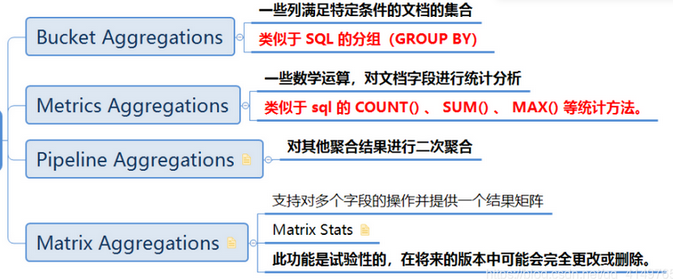 Bucket Aggregations
一些列满足特定条件的文档的集合
类似于 SQL 的分组（GROUP BY）
Metrics Aggregations
一些数学运算，对文档字段进行统计分析
类似于 sql 的 COUNT() 、 SUM() 、 MAX() 等统计方法。
Pipeline Aggregations
对其他聚合结果进行二次聚合
Matrix Aggregations
支持对多个字段的操作并提供一个结果矩阵
Matrix Stats
此功能是试验性的，在将来的版本中可能会完全更改或删除。